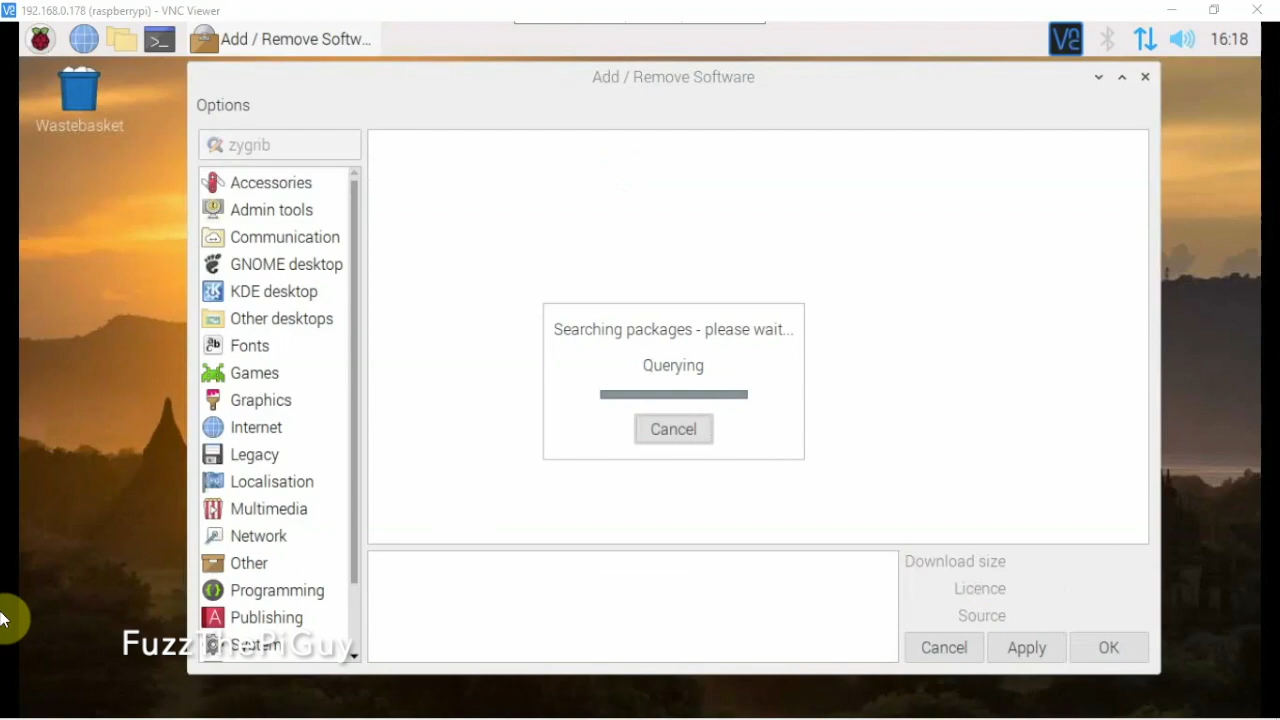 192.168.0.178 (raspberrypi) - VNC Viewer
Add / Remove Softw...
16:18
Wastebasket
Add / Remove Software
Options
zygrib
Accessories
Admin tools
Communication
GNOME desktop
KDE desktop
Other desktops
Fonts
Games
Graphics
Internet
Legacy
Localisation
Multimedia
Network
Other
Programming
Publishing
System
Searching packages - please wait...
Querying
Cancel
Download size
Licence
Source
Cancel
Apply
OK
FuzzThePiGuy